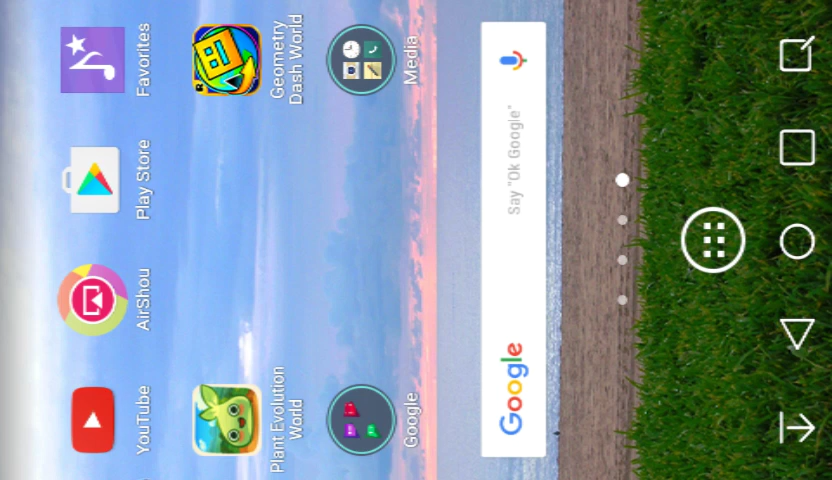 YouTube
AirShou
Play Store
Favorites
Plant Evolution
World
Geometry
Dash World
Google
Media
Google
Say "Ok Google"